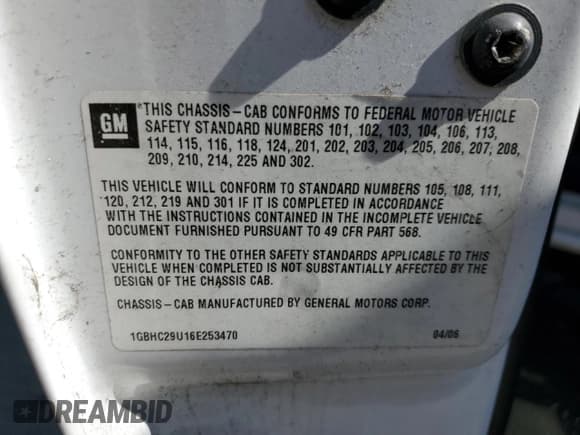 GM
®THIS CHASSIS-CAB CONFORMS TO FEDERAL MOTOR VEHICLE
SAFETY STANDARD NUMBERS 101, 102, 103, 104, 106, 113,
114, 115, 116, 118, 124, 201, 202, 203, 204, 205, 206, 207, 208,
209, 210, 214, 225 AND 302.
THIS VEHICLE WILL CONFORM TO STANDARD NUMBERS 105, 108, 111,
120, 212, 219 AND 301 IF IT IS COMPLETED IN ACCORDANCE
WITH THE INSTRUCTIONS CONTAINED IN THE INCOMPLETE VEHICLE
DOCUMENT FURNISHED PURSUANT TO 49 CFR PART 568.
CONFORMITY TO THE OTHER SAFETY STANDARDS APPLICABLE TO THIS
VEHICLE WHEN COMPLETED IS NOT SUBSTANTIALLY AFFECTED BY THE
DESIGN OF THE CHASSIS CAB.
CHASSIS-CAB MANUFACTURED BY GENERAL MOTORS CORP.
1GBHC29U16E253470 04/06
DREAMBID